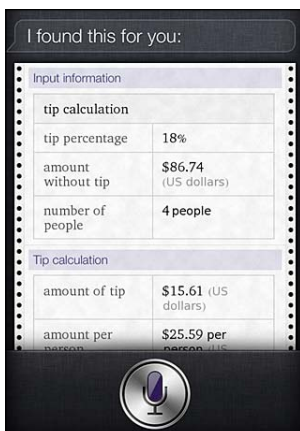 I found this for you:
Input information
tip calculation
tip percentage 18%
amount $86.74
without tip (US dollars)
number of 4 people
people
Tip calculation
amount of tip $15.61 (US
dollars)
amount per $25.59 per
person person (US